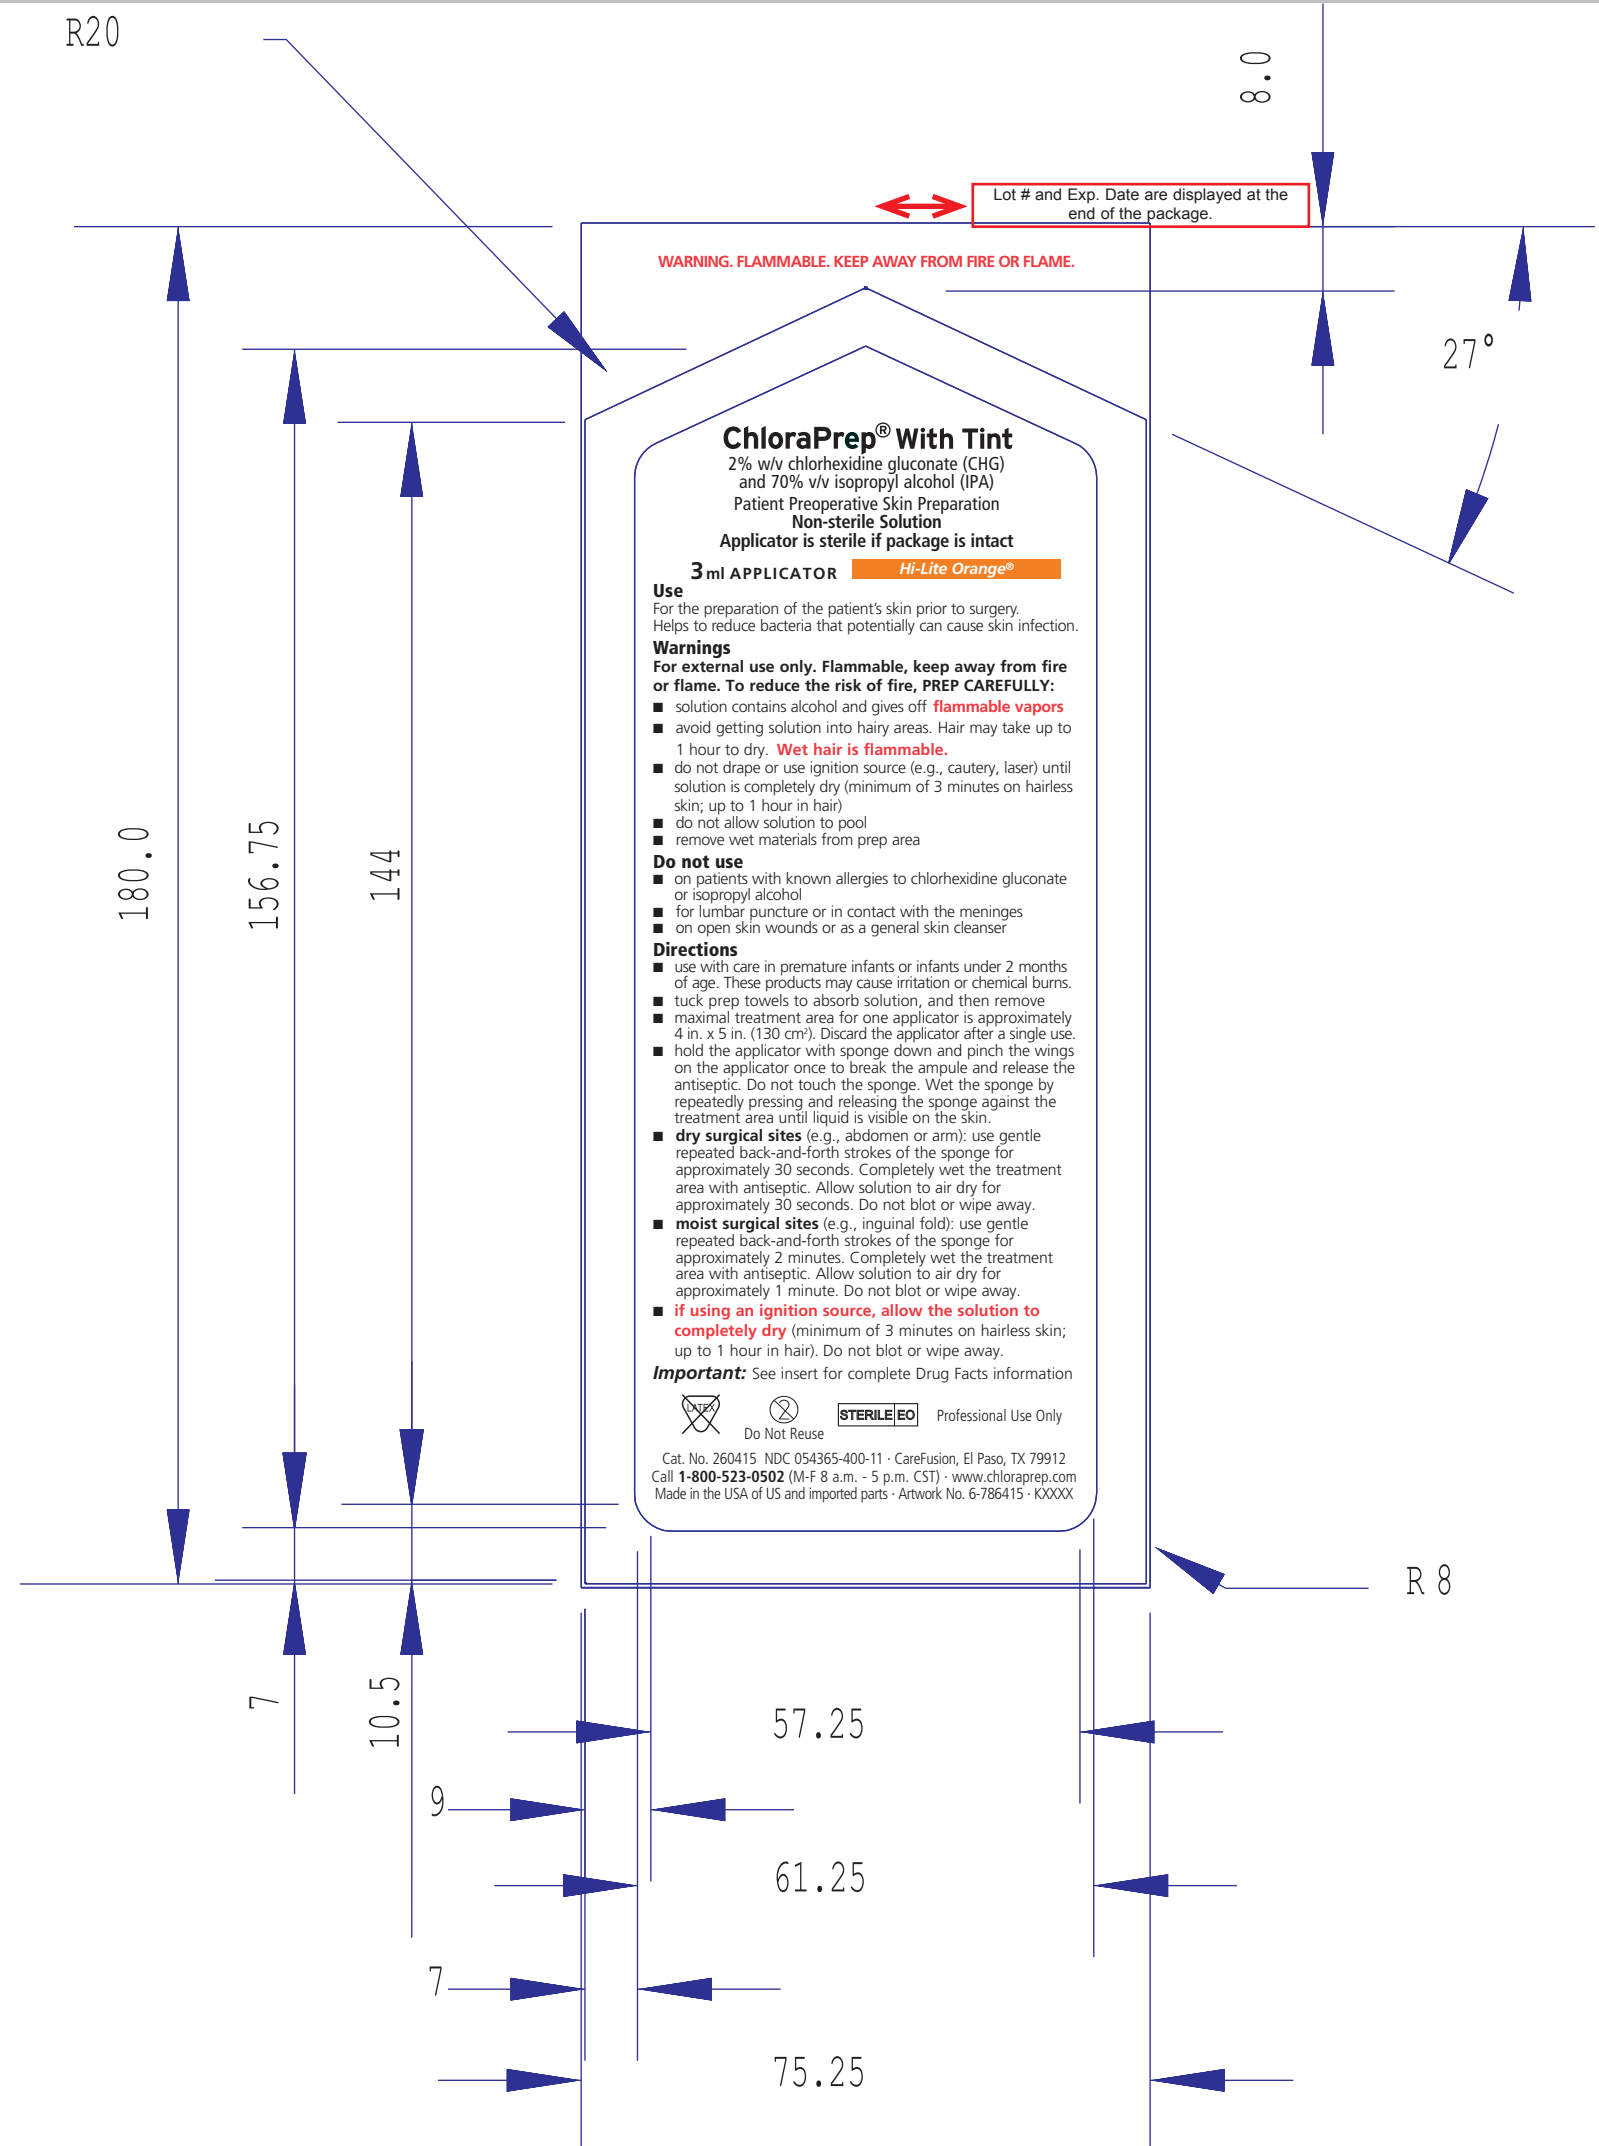 R20
8.0
Lot # and Exp. Date are displayed at the
end of the package.
WARNING. FLAMMABLE. KEEP AWAY FROM FIRE OR FLAME.
27°
ChloraPrep® With Tint
2% w/v chlorhexidine gluconate (CHG)
and 70% v/v isopropyl alcohol (IPA)
Patient Preoperative Skin Preparation
Non-sterile Solution
Applicator is sterile if package is intact
3 ml APPLICATOR Hi-Lite Orange®
Use
For the preparation of the patient's skin prior to surgery.
Helps to reduce bacteria that potentially can cause skin infection.
Warnings
For external use only. Flammable, keep away from fire
or flame. To reduce the risk of fire, PREP CAREFULLY:
■ solution contains alcohol and gives off flammable vapors
■ avoid getting solution into hairy areas. Hair may take up to
1 hour to dry. Wet hair is flammable.
■ do not drape or use ignition source (e.g., cautery, laser) until
solution is completely dry (minimum of 3 minutes on hairless
skin; up to 1 hour in hair)
■ do not allow solution to pool
■ remove wet materials from prep area
Do not use
■ on patients with known allergies to chlorhexidine gluconate
or isopropyl alcohol
■ for lumbar puncture or in contact with the meninges
■ on open skin wounds or as a general skin cleanser
Directions
■ use with care in premature infants or infants under 2 months
of age. These products may cause irritation or chemical burns.
■ tuck prep towels to absorb solution, and then remove
■ maximal treatment area for one applicator is approximately
4 in. x 5 in. (130 cm²). Discard the applicator after a single use.
■ hold the applicator with sponge down and pinch the wings
on the applicator once to break the ampule and release the
antiseptic. Do not touch the sponge. Wet the sponge by
repeatedly pressing and releasing the sponge against the
treatment area until liquid is visible on the skin.
■ dry surgical sites (e.g., abdomen or arm): use gentle
repeated back-and-forth strokes of the sponge for
approximately 30 seconds. Completely wet the treatment
area with antiseptic. Allow solution to air dry for
approximately 30 seconds. Do not blot or wipe away.
■ moist surgical sites (e.g., inguinal fold): use gentle
repeated back-and-forth strokes of the sponge for
approximately 2 minutes. Completely wet the treatment
area with antiseptic. Allow solution to air dry for
approximately 1 minute. Do not blot or wipe away.
■ if using an ignition source, allow the solution to
completely dry (minimum of 3 minutes on hairless skin;
up to 1 hour in hair). Do not blot or wipe away.
Important: See insert for complete Drug Facts information
LATEX
2
Do Not Reuse
STERILE EO
Professional Use Only
Cat. No. 260415 NDC 054365-400-11 · CareFusion, El Paso, TX 79912
Call 1-800-523-0502 (M-F 8 a.m. - 5 p.m. CST) · www.chloraprep.com
Made in the USA of US and imported parts · Artwork No. 6-786415 · KXXXX
180.0
156.75
144
7
10.5
R 8
57.25
9
61.25
7
75.25